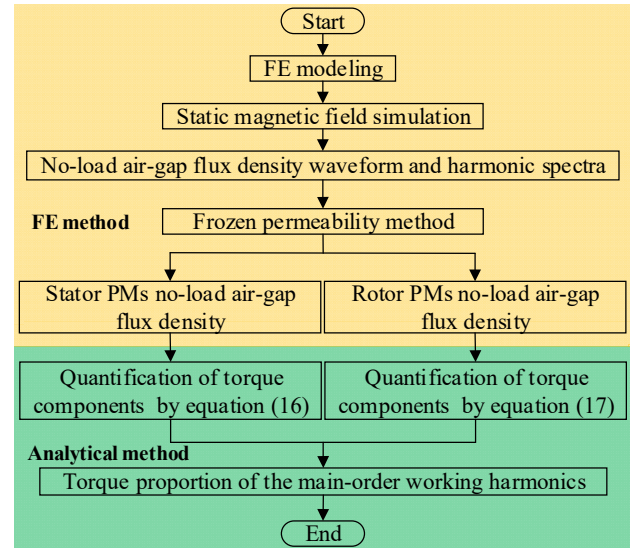 Start
FE modeling
Static magnetic field simulation
No-load air-gap flux density waveform and harmonic spectra
FE method
Frozen permeability method
Stator PMs no-load air-gap
flux density
Rotor PMs no-load air-gap
flux density
Quantification of torque
components by equation (16)
Quantification of torque
components by equation (17)
Analytical method
Torque proportion of the main-order working harmonics
End